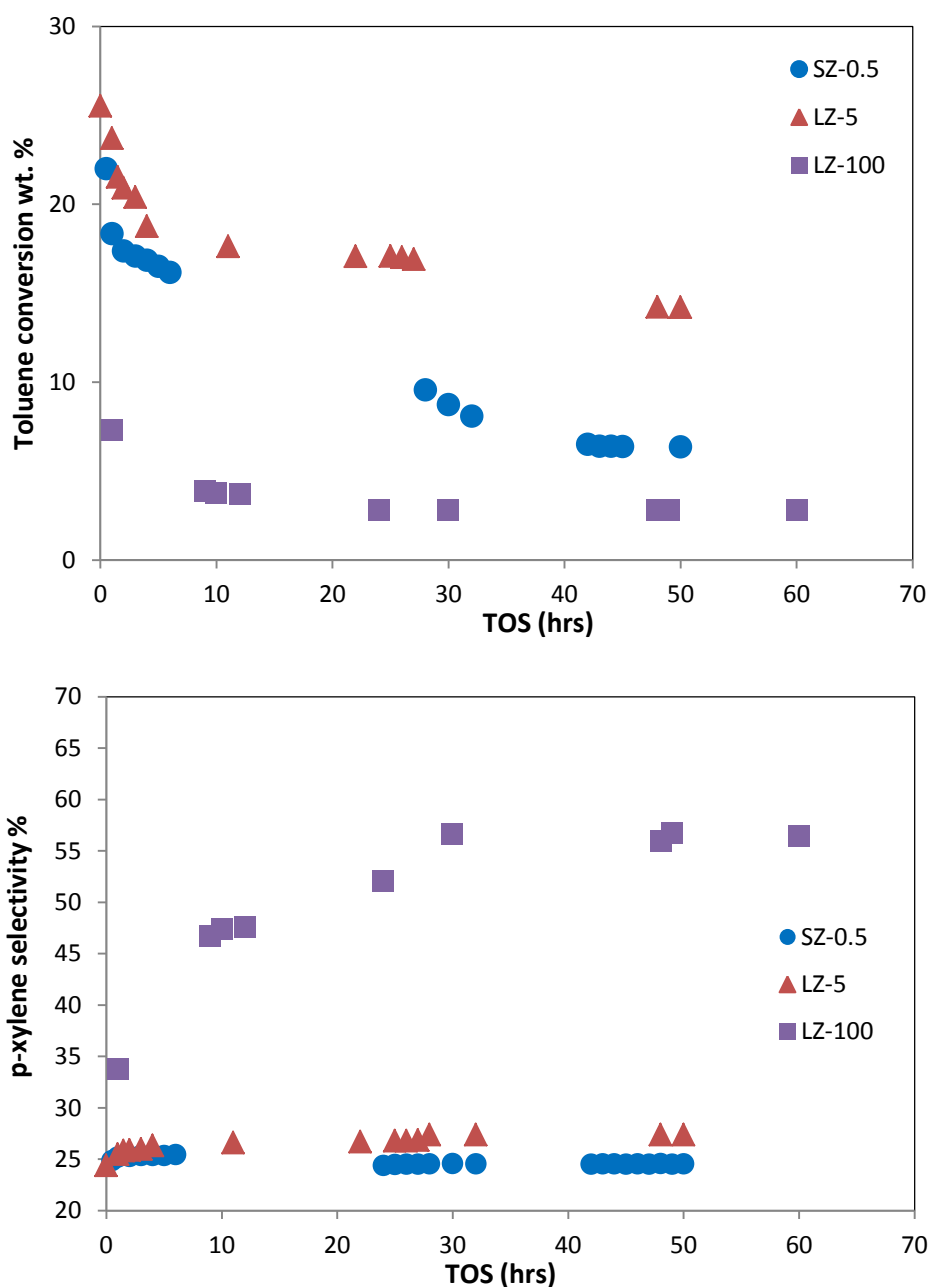 30
20
10
0
Toluene conversion wt. %
SZ-0.5
LZ-5
LZ-100
0 10 20 30 40 50 60 70
TOS (hrs)
70
65
60
55
50
45
40
35
30
25
20
p-xylene selectivity %
SZ-0.5
LZ-5
LZ-100
0 10 20 30 40 50 60 70
TOS (hrs)